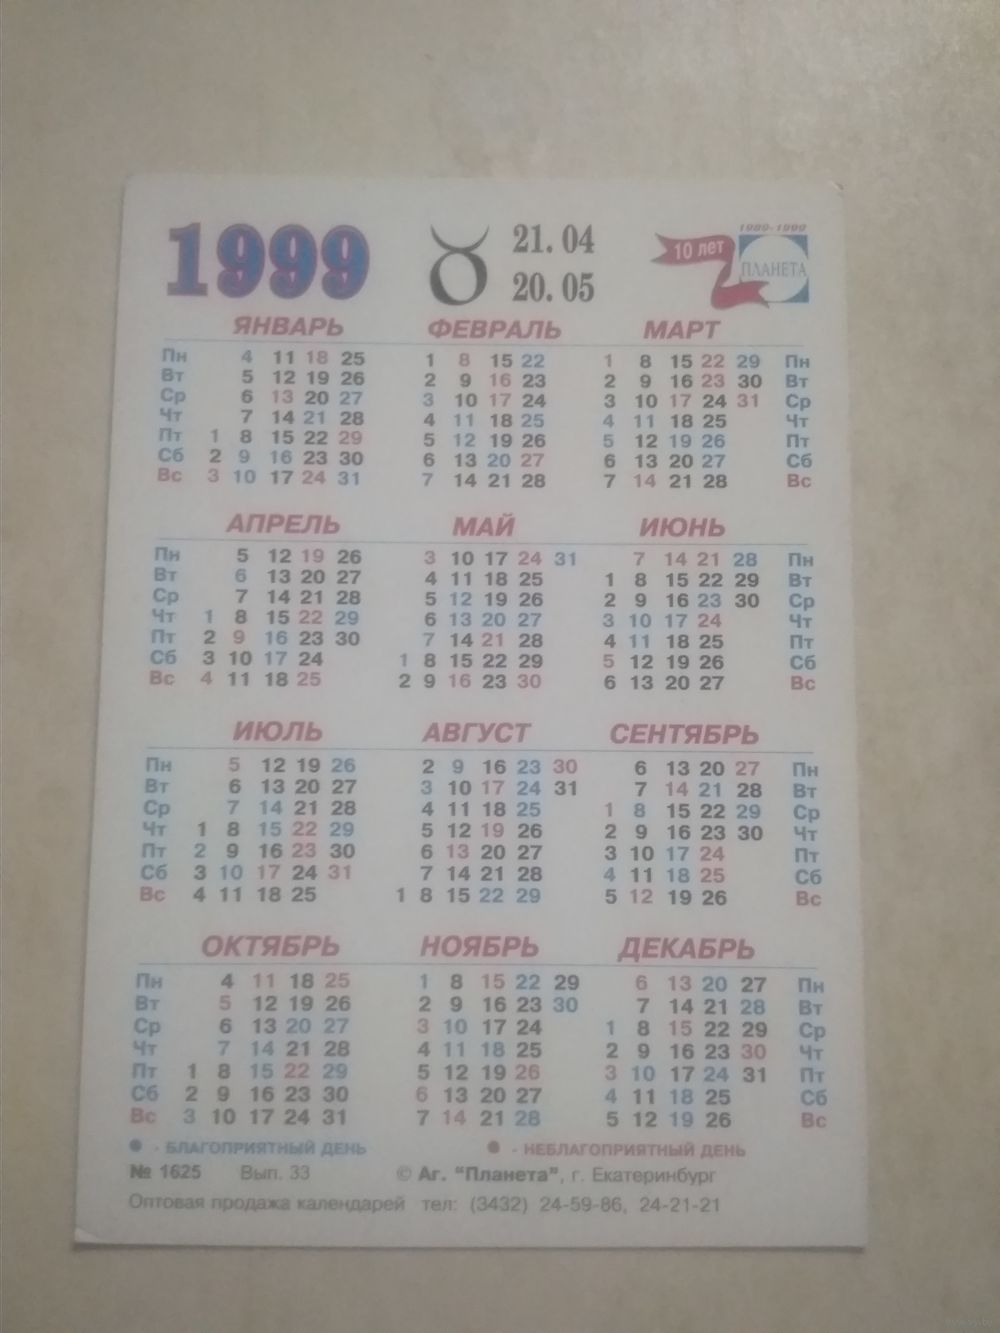 1999 21.04 20.05 10 лет 1989-1999 ПЛАНЕТА
ЯНВАРЬ ФЕВРАЛЬ МАРТ
Пн 4 11 18 25 1 8 15 22 1 8 15 22 29 Пн
Вт 5 12 19 26 2 9 16 23 2 9 16 23 30 Вт
Ср 6 13 20 27 3 10 17 24 3 10 17 24 31 Ср
Чт 7 14 21 28 4 11 18 25 4 11 18 25 Чт
Пт 1 8 15 22 29 5 12 19 26 5 12 19 26 Пт
Сб 2 9 16 23 30 6 13 20 27 6 13 20 27 Сб
Вс 3 10 17 24 31 7 14 21 28 7 14 21 28 Вс
АПРЕЛЬ МАЙ ИЮНЬ
Пн 5 12 19 26 3 10 17 24 31 7 14 21 28 Пн
Вт 6 13 20 27 4 11 18 25 1 8 15 22 29 Вт
Ср 7 14 21 28 5 12 19 26 2 9 16 23 30 Ср
Чт 1 8 15 22 29 6 13 20 27 3 10 17 24 Чт
Пт 2 9 16 23 30 7 14 21 28 4 11 18 25 Пт
Сб 3 10 17 24 1 8 15 22 29 5 12 19 26 Сб
Вс 4 11 18 25 2 9 16 23 30 6 13 20 27 Вс
ИЮЛЬ АВГУСТ СЕНТЯБРЬ
Пн 5 12 19 26 2 9 16 23 30 6 13 20 27 Пн
Вт 6 13 20 27 3 10 17 24 31 7 14 21 28 Вт
Ср 7 14 21 28 4 11 18 25 1 8 15 22 29 Ср
Чт 1 8 15 22 29 5 12 19 26 2 9 16 23 30 Чт
Пт 2 9 16 23 30 6 13 20 27 3 10 17 24 Пт
Сб 3 10 17 24 31 7 14 21 28 4 11 18 25 Сб
Вс 4 11 18 25 1 8 15 22 29 5 12 19 26 Вс
ОКТЯБРЬ НОЯБРЬ ДЕКАБРЬ
Пн 4 11 18 25 1 8 15 22 29 6 13 20 27 Пн
Вт 5 12 19 26 2 9 16 23 30 7 14 21 28 Вт
Ср 6 13 20 27 3 10 17 24 1 8 15 22 29 Ср
Чт 7 14 21 28 4 11 18 25 2 9 16 23 30 Чт
Пт 1 8 15 22 29 5 12 19 26 3 10 17 24 31 Пт
Сб 2 9 16 23 30 6 13 20 27 4 11 18 25 Сб
Вс 3 10 17 24 31 7 14 21 28 5 12 19 26 Вс
- БЛАГОПРИЯТНЫЙ ДЕНЬ - НЕБЛАГОПРИЯТНЫЙ ДЕНЬ
№ 1625 Вып. 33 © Аг. "Планета", г. Екатеринбург
Оптовая продажа календарей тел: (3432) 24-59-86, 24-21-21